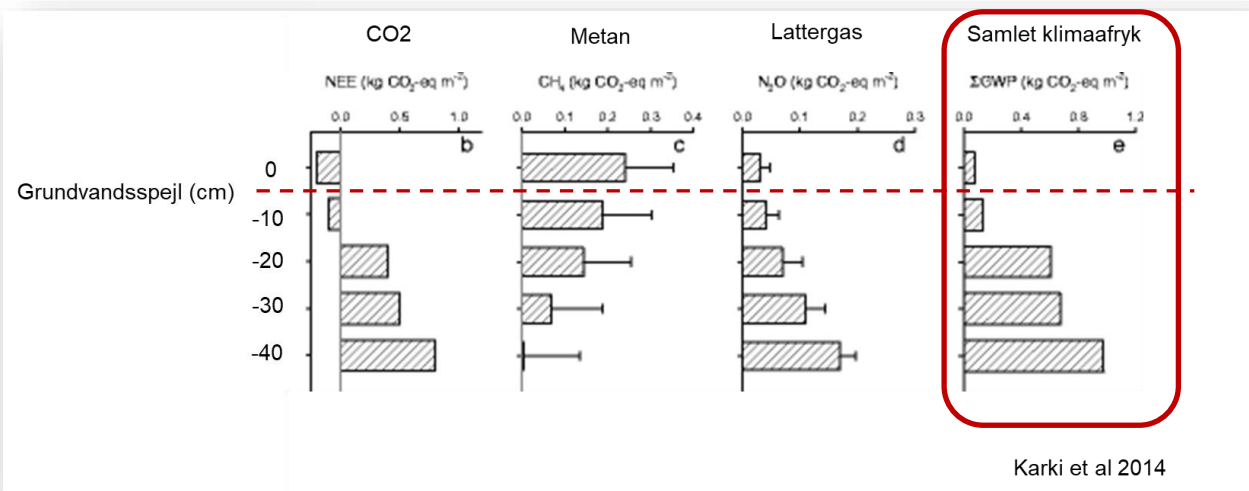 CO2
Metan
Lattergas
Samlet klimaafryk
NEE (kg CO₂-eq m⁻²)
CH₄ (kg CO₂-eq m⁻²)
N₂O (kg CO₂-eq m⁻²)
ΣGWP (kg CO₂-eq m⁻²)
0.0 0.5 1.0
0.0 0.1 0.2 0.3 0.4
0.0 0.1 0.2 0.3
0.0 0.4 0.8 1.2
b
c
d
e
0
Grundvandsspejl (cm)
-10
-20
-30
-40
Karki et al 2014